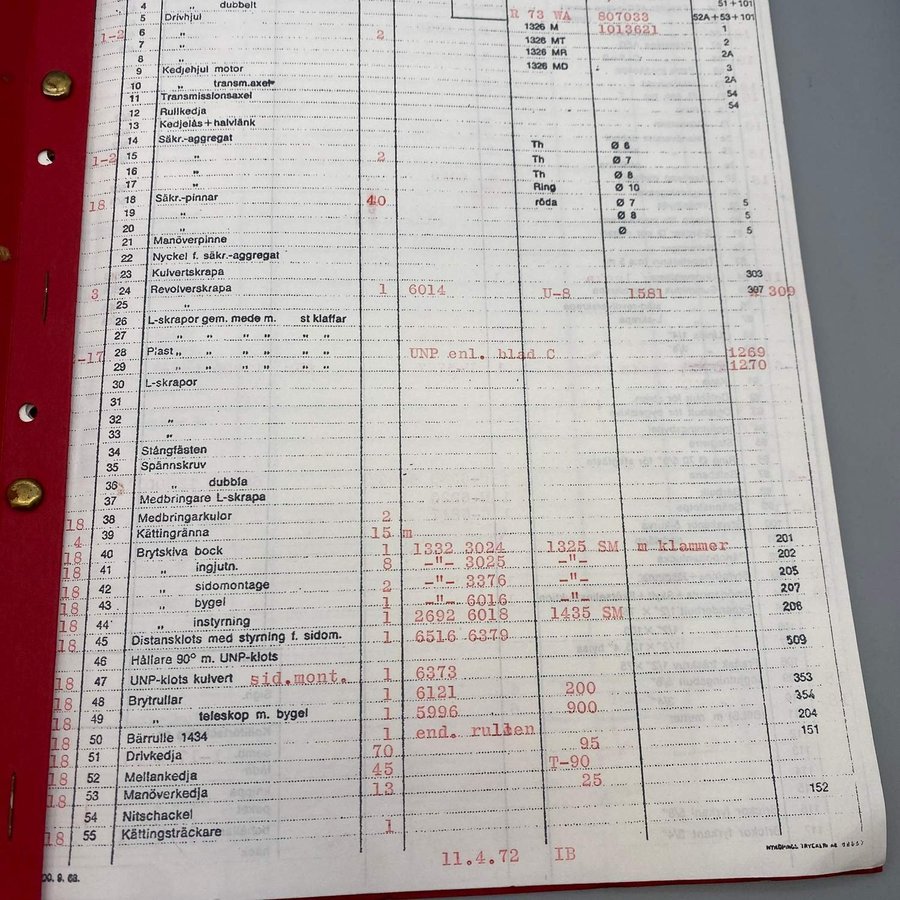 4 „ dubbelt 51+101
5 Drivhjul R 73 WA 807033 52A+53+101
1-2 6 „ 2 1326 M 1013621 1
7 „ 1326 MT 2
8 „ 1326 MR 2A
9 Kedjehjul motor 1326 MD 3
10 „ transm.axel 2A
11 Transmissionsaxel 54
12 Rullkedja 54
13 Kedjelås + halvlänk
14 Säkr.-aggregat Th Ø 6
1-2 15 „ 2 Th Ø 7
16 „ Th Ø 8
17 „ Ring Ø 10
18 18 Säkr.-pinnar 40 röda Ø 7 5
19 „ Ø 8 5
20 „ Ø 5
21 Manöverpinne
22 Nyckel f. säkr.-aggregat
23 Kulvertskrapa 303
3 24 Revolverskrapa 1 6014 U-8 1581 307 309
25 „
26 L-skrapor gem. mede m. st klaffar
27 „ „ „ „ „ „
-17 28 Plast „ „ „ „ „ „ UNP enl. blad C 1269
29 „ „ „ „ „ „ 1270
30 L-skrapor
31
32 „
33 „
34 Stångfästen
35 Spännskruv
36 „ dubbla
37 Medbringare L-skrapa
18 38 Medbringarkulor 2
4 39 Kättingränna 15 m
18 40 Brytskiva bock 1 1332 3024 1325 SM m klammer 201
18 41 „ ingjutn. 8 -"- 3025 -"- 202
18 42 „ sidomontage 2 -"- 3376 -"- 205
18 43 „ bygel 1 -"- 6016 -"- 207
18 44 „ instyrning 1 2692 6018 1435 SM 206
18 45 Distansklots med styrning f. sidom. 1 6516 6379
46 Hållare 90° m. UNP-klots 509
18 47 UNP-klots kulvert sid.mont. 1 6373
18 48 Brytrullar 1 6121 200 353
18 49 „ teleskop m. bygel 1 5996 900 354
18 50 Bärrulle 1434 1 end. rullen 204
18 51 Drivkedja 70 95 151
18 52 Mellankedja 45 T-90
18 53 Manöverkedja 13 25
54 Nitschackel 152
18 55 Kättingsträckare 1
11.4.72 IB